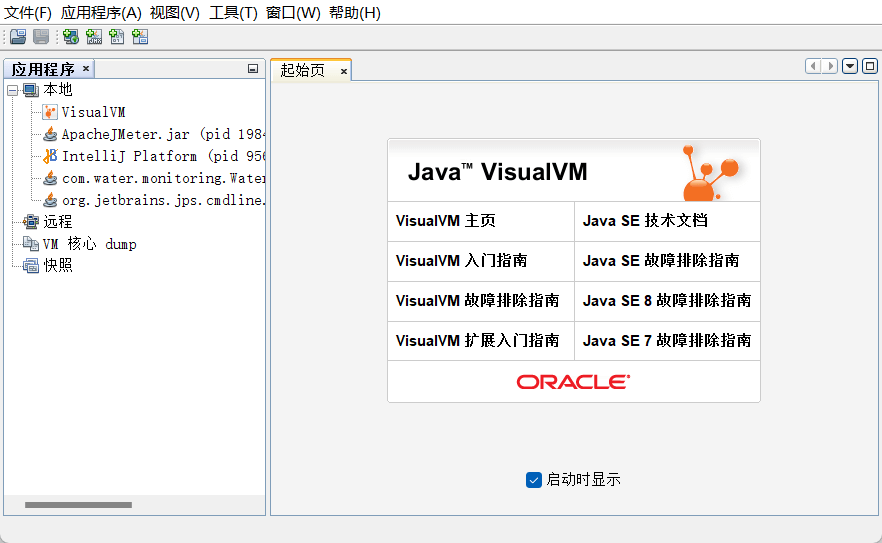 文件(F) 应用程序(A) 视图(V) 工具(T) 窗口(W) 帮助(H)
应用程序
本地
VisualVM
ApacheJMeter.jar (pid 1984
IntelliJ Platform (pid 956
com.water.monitoring.Water
org.jetbrains.jps.cmdline.
远程
VM 核心 dump
快照
起始页
Java™ VisualVM
VisualVM 主页
Java SE 技术文档
VisualVM 入门指南
Java SE 故障排除指南
VisualVM 故障排除指南
Java SE 8 故障排除指南
VisualVM 扩展入门指南
Java SE 7 故障排除指南
ORACLE
启动时显示